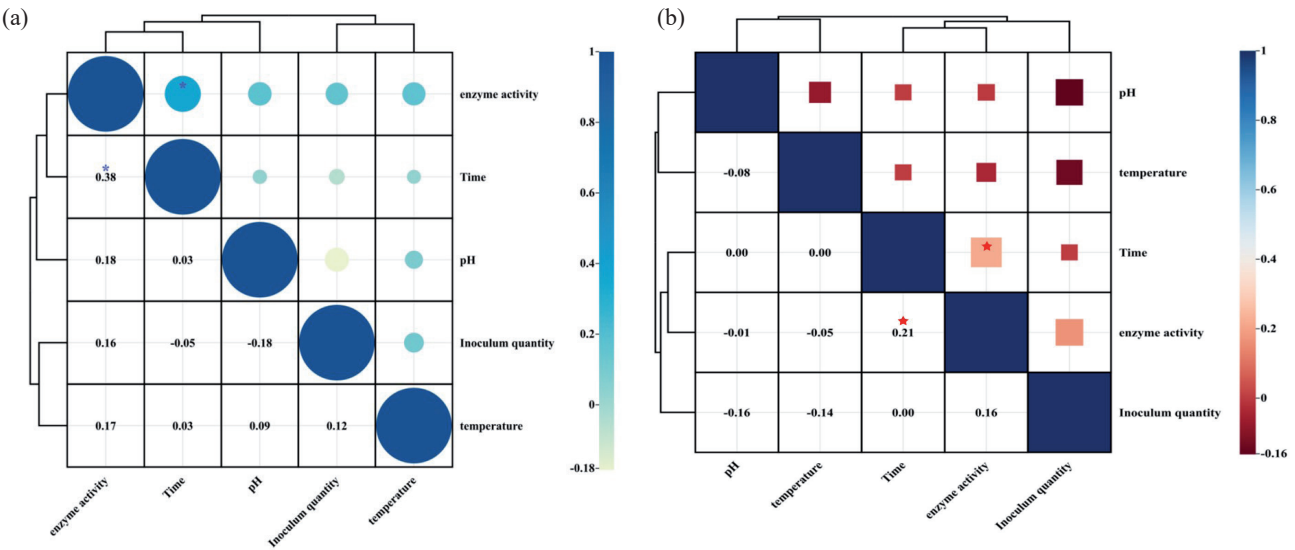 (a)
1
0.8
0.6
0.4
0.2
0
-0.18
enzyme activity
*
* 0.38
Time
0.18 0.03
pH
0.16 -0.05 -0.18
Inoculum quantity
0.17 0.03 0.09 0.12
temperature
enzyme activity Time pH Inoculum quantity temperature
(b)
1
0.8
0.6
0.4
0.2
0
-0.16
pH
-0.08
temperature
0.00 0.00
Time
-0.01 -0.05 0.21
enzyme activity
-0.16 -0.14 0.00 0.16
Inoculum quantity
pH temperature Time enzyme activity Inoculum quantity